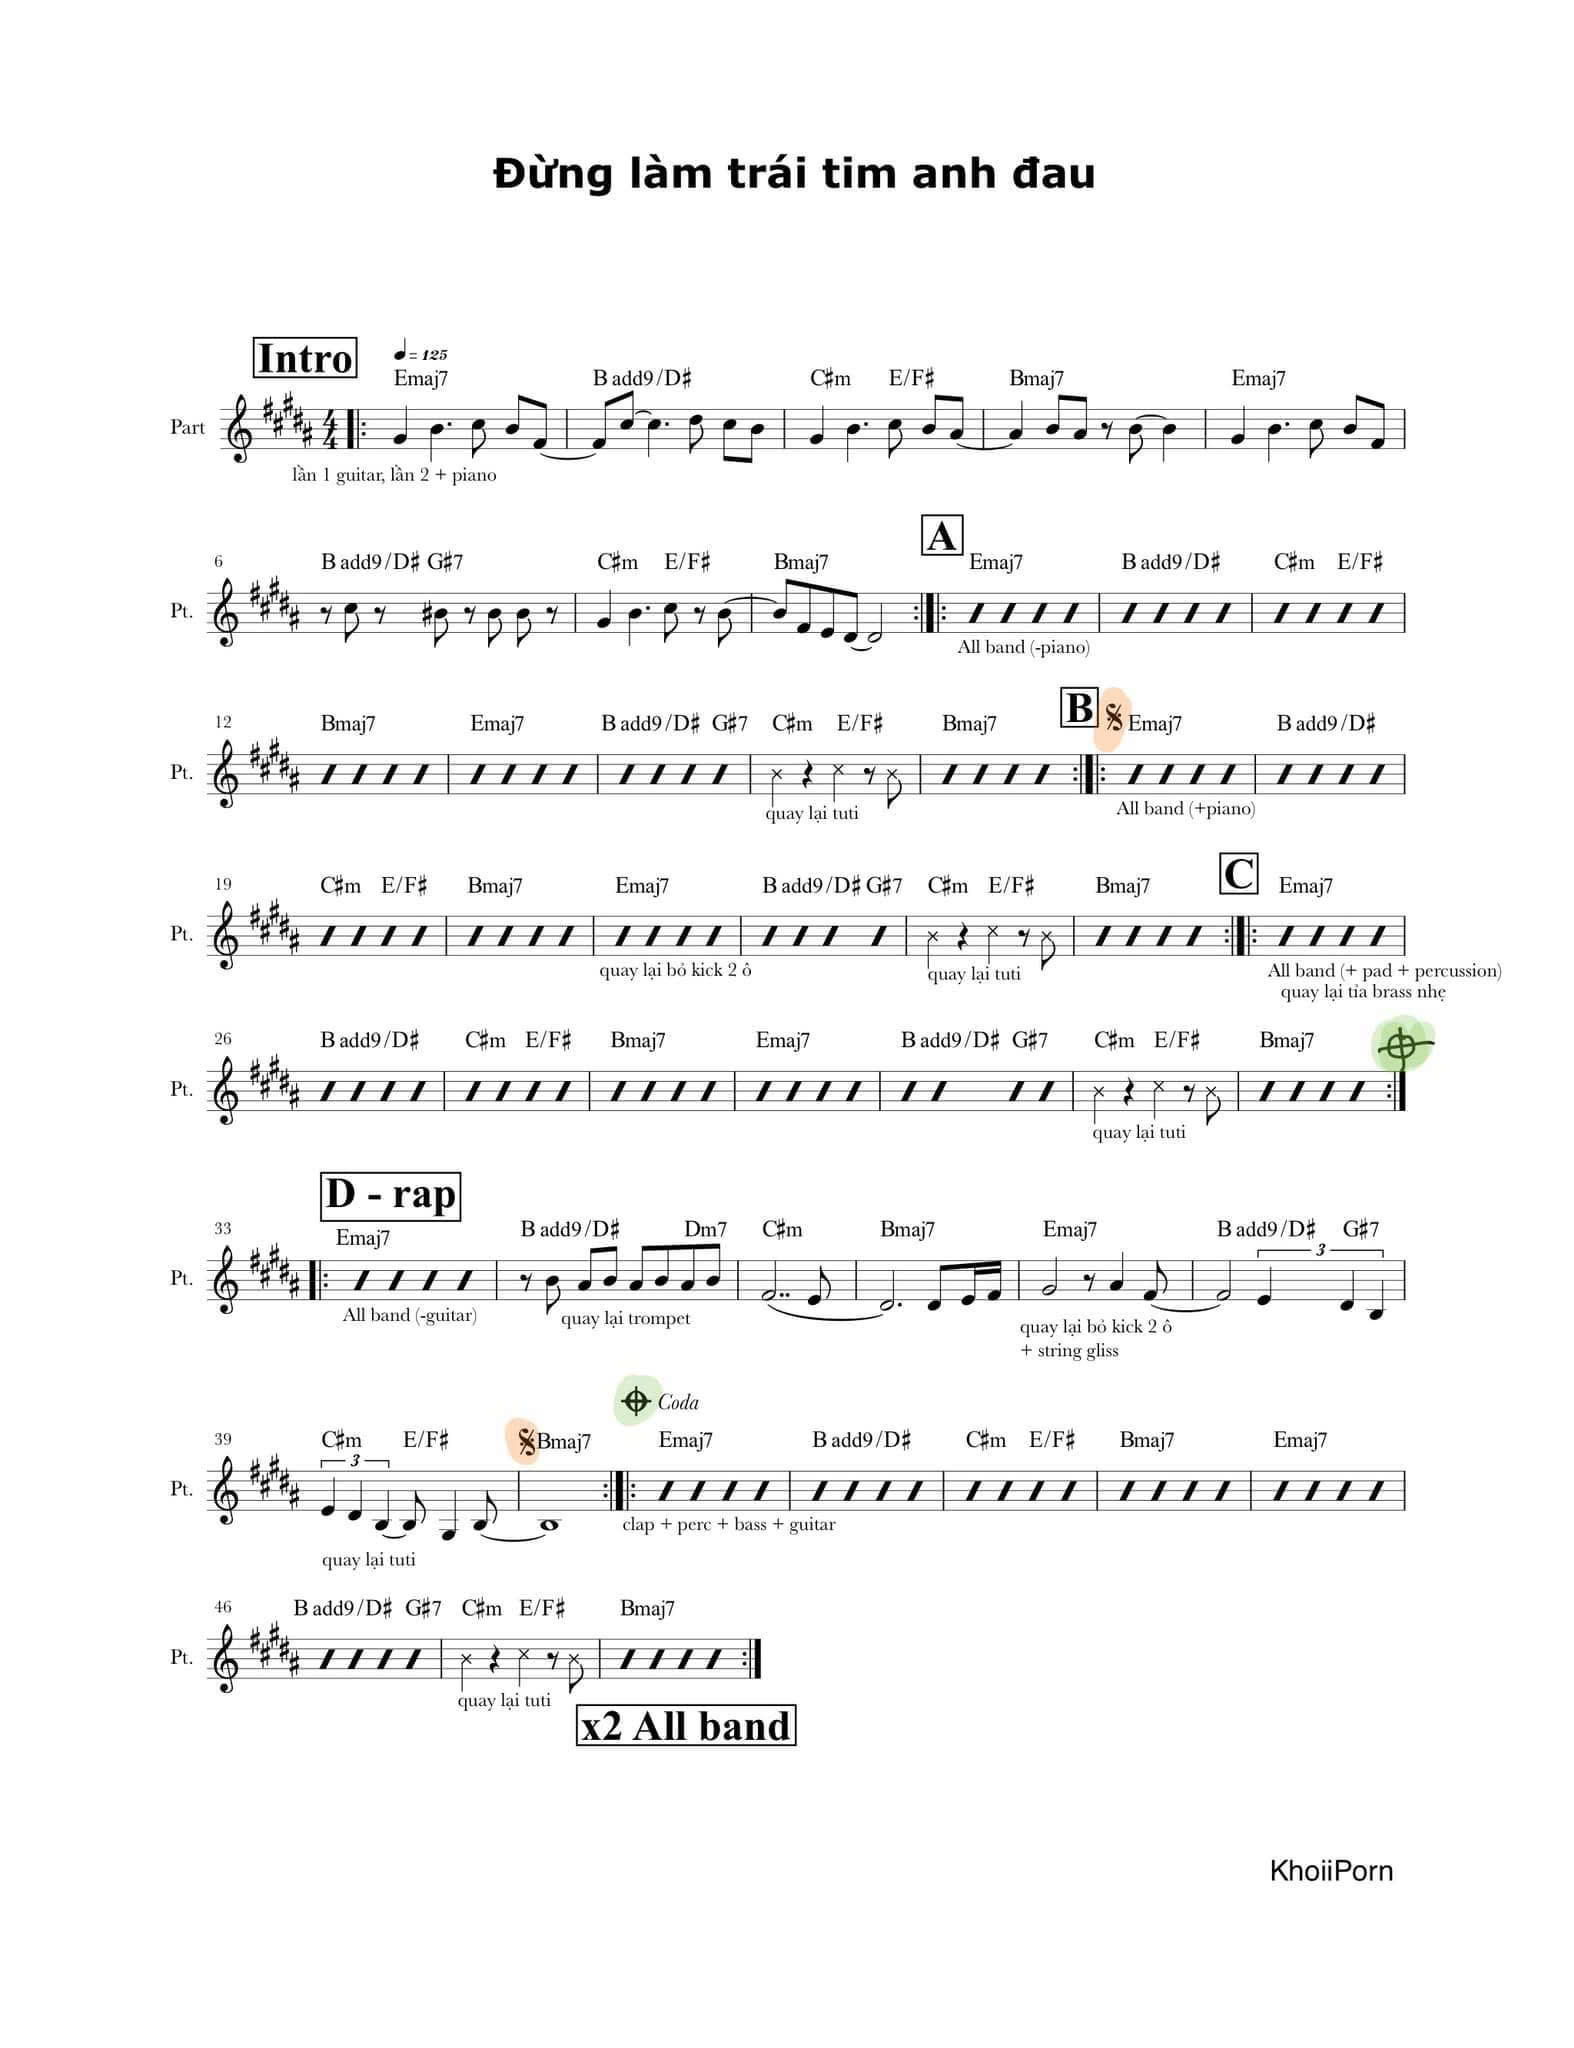 Đừng làm trái tim anh đau
Intro
♩= 125
Emaj7 B add9/D♯ C♯m E/F♯ Bmaj7 Emaj7
Part
4
4
lần 1 guitar, lần 2 + piano
A
6 B add9/D♯ G♯7 C♯m E/F♯ Bmaj7 Emaj7 B add9/D♯ C♯m E/F♯
Pt.
All band (-piano)
B
12 Bmaj7 Emaj7 B add9/D♯ G♯7 C♯m E/F♯ Bmaj7 Emaj7 B add9/D♯
Pt.
quay lại tuti All band (+piano)
C
19 C♯m E/F♯ Bmaj7 Emaj7 B add9/D♯ G♯7 C♯m E/F♯ Bmaj7 Emaj7
Pt.
quay lại bỏ kick 2 ô quay lại tuti All band (+ pad + percussion)
quay lại tỉa brass nhẹ
26 B add9/D♯ C♯m E/F♯ Bmaj7 Emaj7 B add9/D♯ G♯7 C♯m E/F♯ Bmaj7
Pt.
quay lại tuti
D - rap
33 Emaj7 B add9/D♯ Dm7 C♯m Bmaj7 Emaj7 B add9/D♯ G♯7
3
Pt.
All band (-guitar) quay lại trompet quay lại bỏ kick 2 ô
+ string gliss
Coda
39 C♯m E/F♯ Bmaj7 Emaj7 B add9/D♯ C♯m E/F♯ Bmaj7 Emaj7
3
Pt.
clap + perc + bass + guitar
quay lại tuti
46 B add9/D♯ G♯7 C♯m E/F♯ Bmaj7
Pt.
quay lại tuti
x2 All band
KhoiiPorn